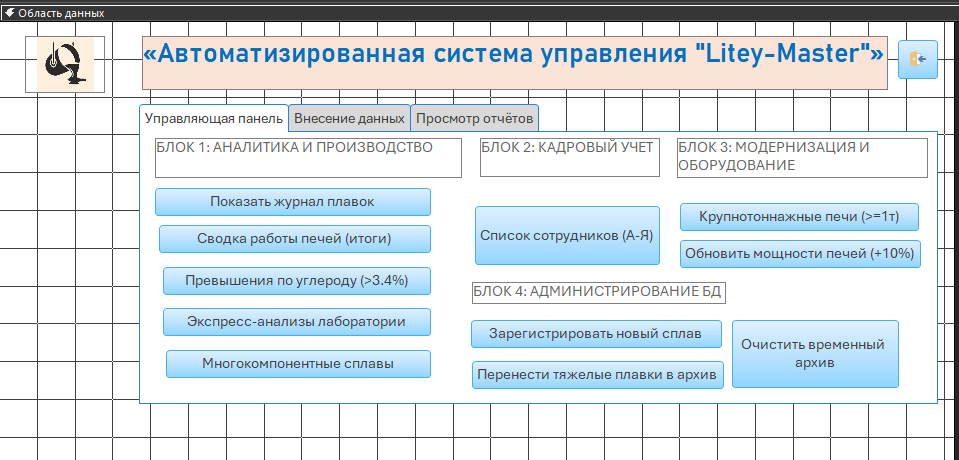 Область данных
«Автоматизированная система управления "Litey-Master"»
Управляющая панель
Внесение данных
Просмотр отчётов
БЛОК 1: АНАЛИТИКА И ПРОИЗВОДСТВО
Показать журнал плавок
Сводка работы печей (итоги)
Превышения по углероду (>3.4%)
Экспресс-анализы лаборатории
Многокомпонентные сплавы
БЛОК 2: КАДРОВЫЙ УЧЕТ
Список сотрудников (А-Я)
БЛОК 3: МОДЕРНИЗАЦИЯ И
ОБОРУДОВАНИЕ
Крупнотоннажные печи (>=1т)
Обновить мощности печей (+10%)
БЛОК 4: АДМИНИСТРИРОВАНИЕ БД
Зарегистрировать новый сплав
Перенести тяжелые плавки в архив
Очистить временный
архив